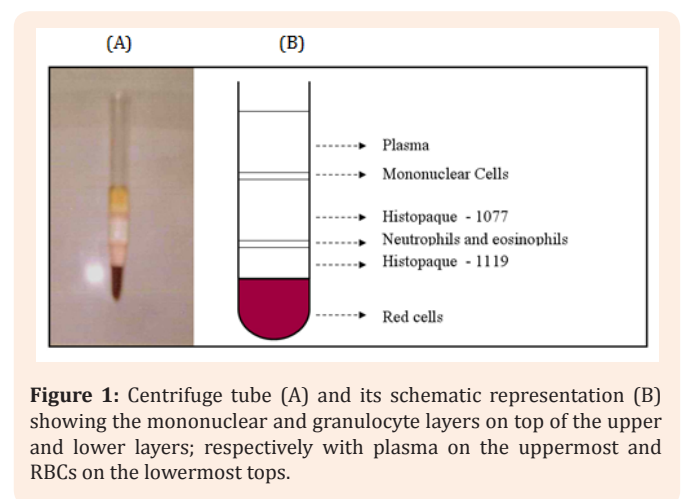 (A) (B)
Plasma
Mononuclear Cells
Histopaque - 1077
Neutrophils and eosinophils
Histopaque - 1119
Red cells
Figure 1: Centrifuge tube (A) and its schematic representation (B)
showing the mononuclear and granulocyte layers on top of the upper
and lower layers; respectively with plasma on the uppermost and
RBCs on the lowermost tops.